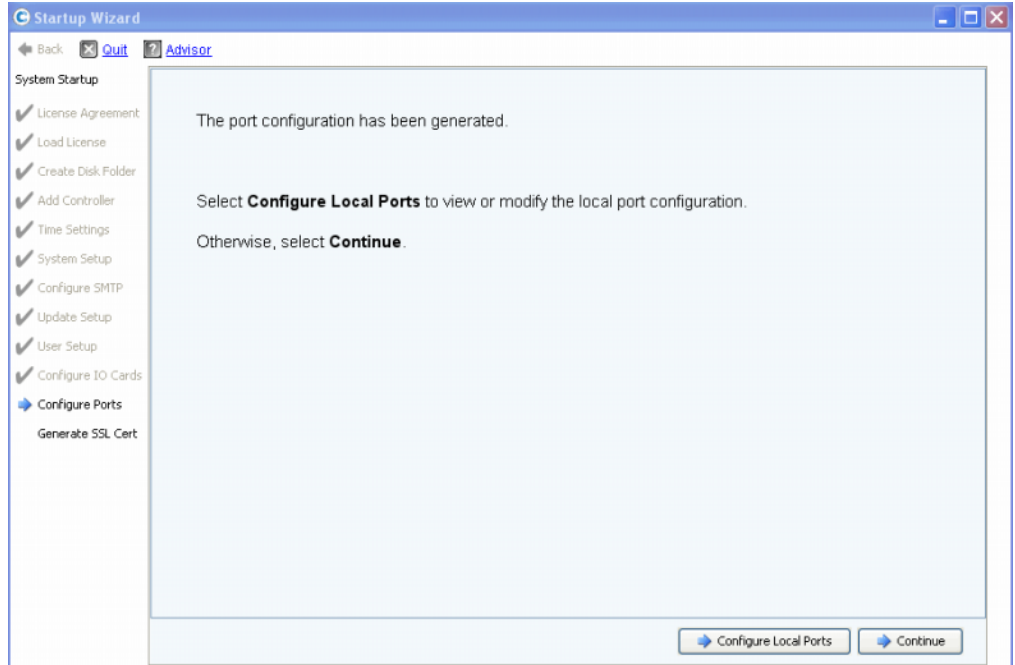 Startup Wizard
Back Quit Advisor
System Startup
License Agreement
Load License
Create Disk Folder
Add Controller
Time Settings
System Setup
Configure SMTP
Update Setup
User Setup
Configure IO Cards
Configure Ports
Generate SSL Cert
The port configuration has been generated.
Select Configure Local Ports to view or modify the local port configuration.
Otherwise, select Continue.
Configure Local Ports Continue